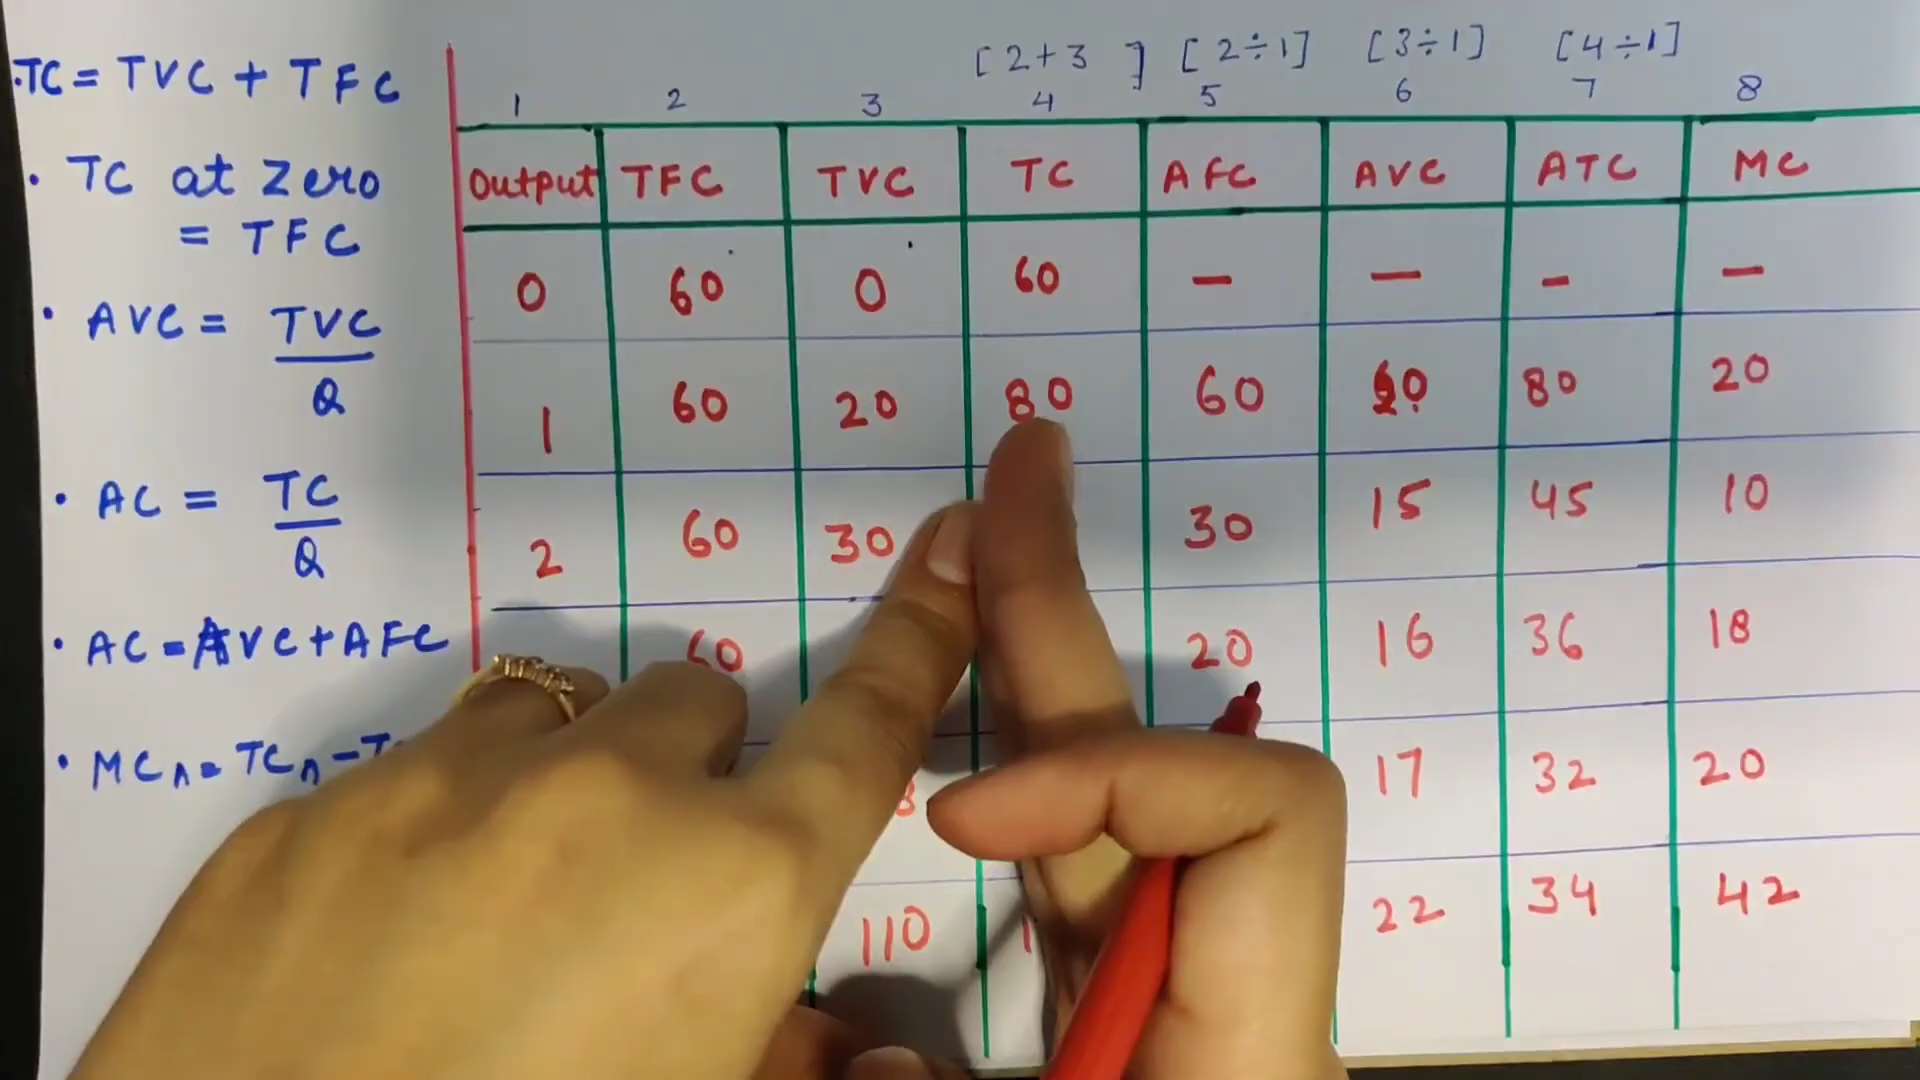 TC = TVC + TFC
• TC at Zero
= TFC
• AVC = TVC
Q
• AC = TC
Q
• AC = AVC + AFC
• MCn = TCn -
[2+3] [2÷1] [3÷1] [4÷1]
1 2 3 4 5 6 7 8
Output TFC TVC TC AFC AVC ATC MC
0 60 0 60 — — — —
1 60 20 80 60 80 20
2 60 30 30 15 45 10
60 20 16 36 18
17 32 20
110 22 34 42